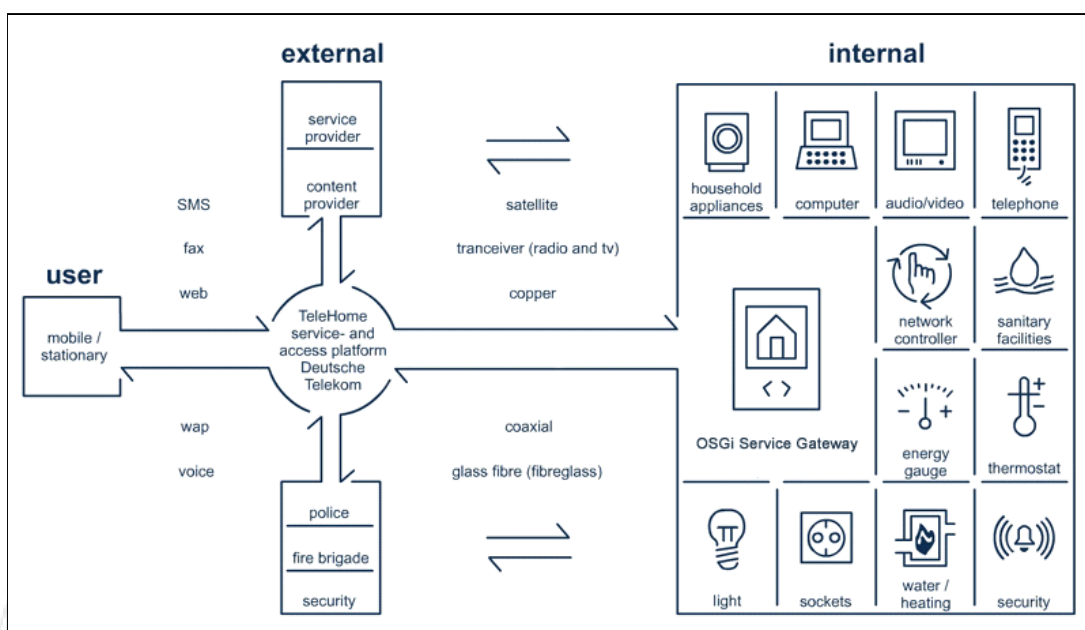 external
internal
service
provider
content
provider
SMS
fax
web
satellite
tranceiver (radio and tv)
copper
user
mobile /
stationary
TeleHome
service- and
access platform
Deutsche
Telekom
wap
voice
coaxial
glass fibre (fibreglass)
police
fire brigade
security
household
appliances
computer
audio/video
telephone
network
controller
sanitary
facilities
OSGi Service Gateway
energy
gauge
thermostat
light
sockets
water /
heating
security